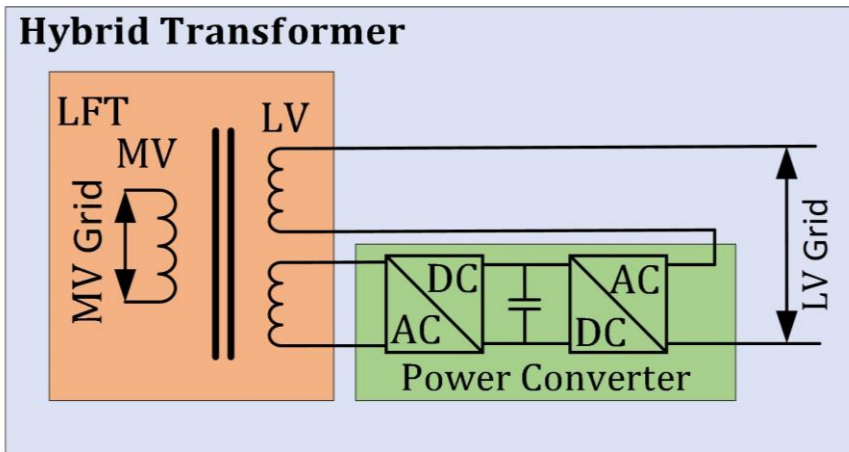 Hybrid Transformer
LFT
MV
LV
MV Grid
LV Grid
DC
AC
AC
DC
Power Converter